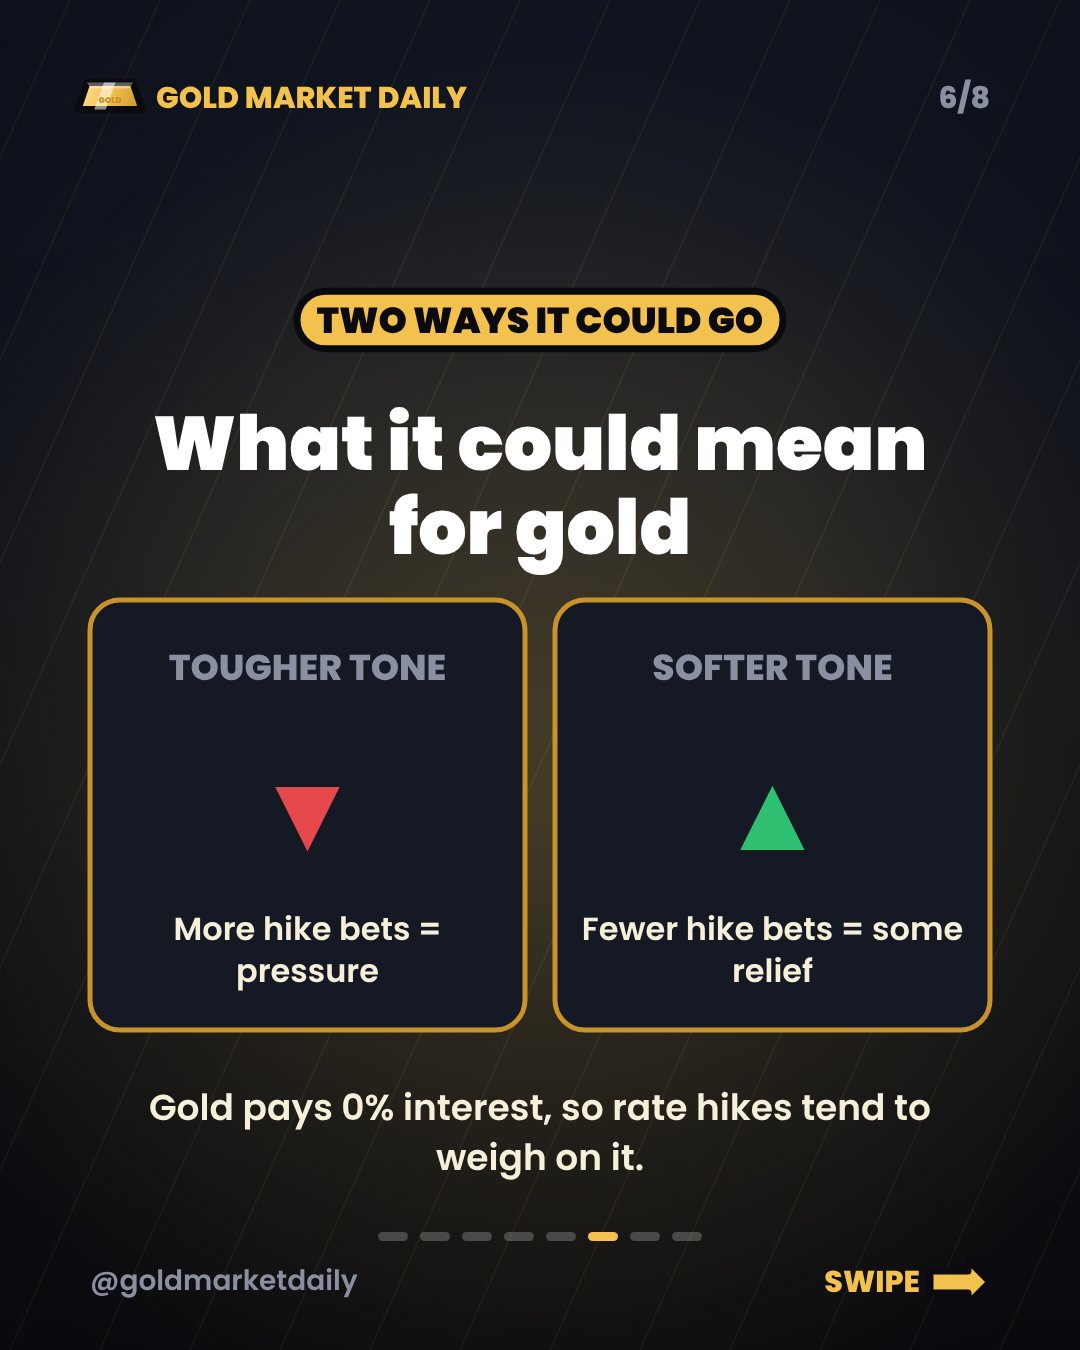 GOLD
GOLD MARKET DAILY
6/8
TWO WAYS IT COULD GO
What it could mean
for gold
TOUGHER TONE
More hike bets =
pressure
SOFTER TONE
Fewer hike bets = some
relief
Gold pays 0% interest, so rate hikes tend to
weigh on it.
@goldmarketdaily
SWIPE